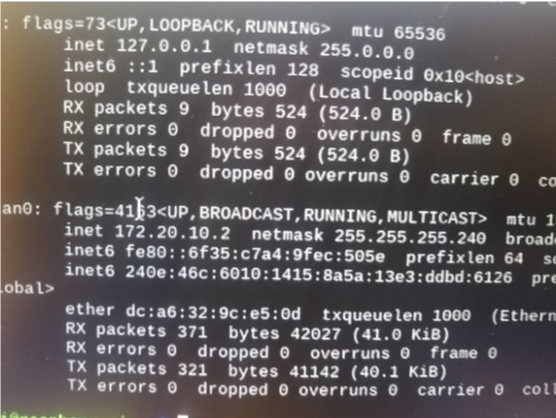 : flags=73<UP,LOOPBACK,RUNNING>  mtu 65536
inet 127.0.0.1  netmask 255.0.0.0
inet6 ::1  prefixlen 128  scopeid 0x10<host>
loop  txqueuelen 1000  (Local Loopback)
RX packets 9  bytes 524 (524.0 B)
RX errors 0  dropped 0  overruns 0  frame 0
TX packets 9  bytes 524 (524.0 B)
TX errors 0  dropped 0 overruns 0  carrier 0  co
an0: flags=4163<UP,BROADCAST,RUNNING,MULTICAST>  mtu 1
inet 172.20.10.2  netmask 255.255.255.240  broad
inet6 fe80::6f35:c7a4:9fec:505e  prefixlen 64  sc
inet6 240e:46c:6010:1415:8a5a:13e3:ddbd:6126  pre
lobal>
ether dc:a6:32:9c:e5:0d  txqueuelen 1000  (Ethern
RX packets 371  bytes 42027 (41.0 KiB)
RX errors 0  dropped 0  overruns 0  frame 0
TX packets 321  bytes 41142 (40.1 KiB)
TX errors 0  dropped 0 overruns 0  carrier 0  coll